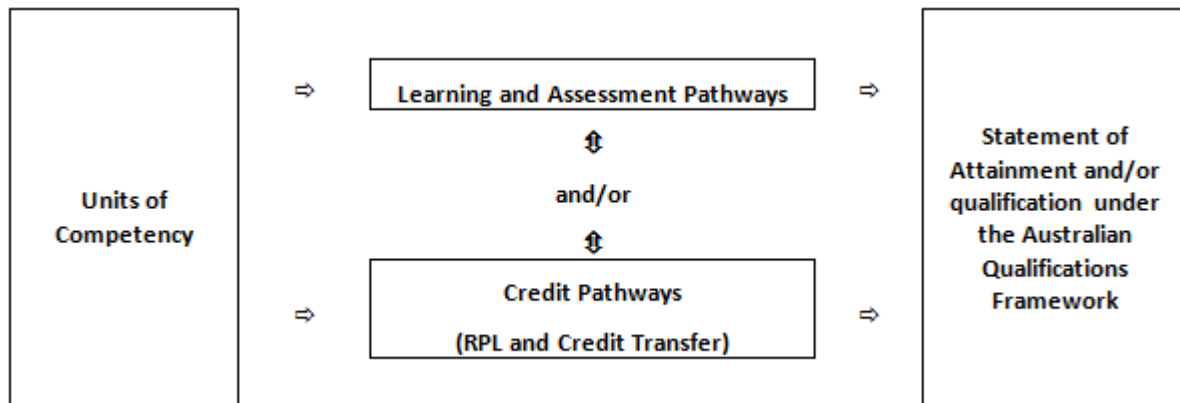 Units of
Competency
⇨
Learning and Assessment Pathways
⇨
⇕
and/or
⇕
⇨
Credit Pathways
(RPL and Credit Transfer)
⇨
Statement of
Attainment and/or
qualification under
the Australian
Qualifications
Framework